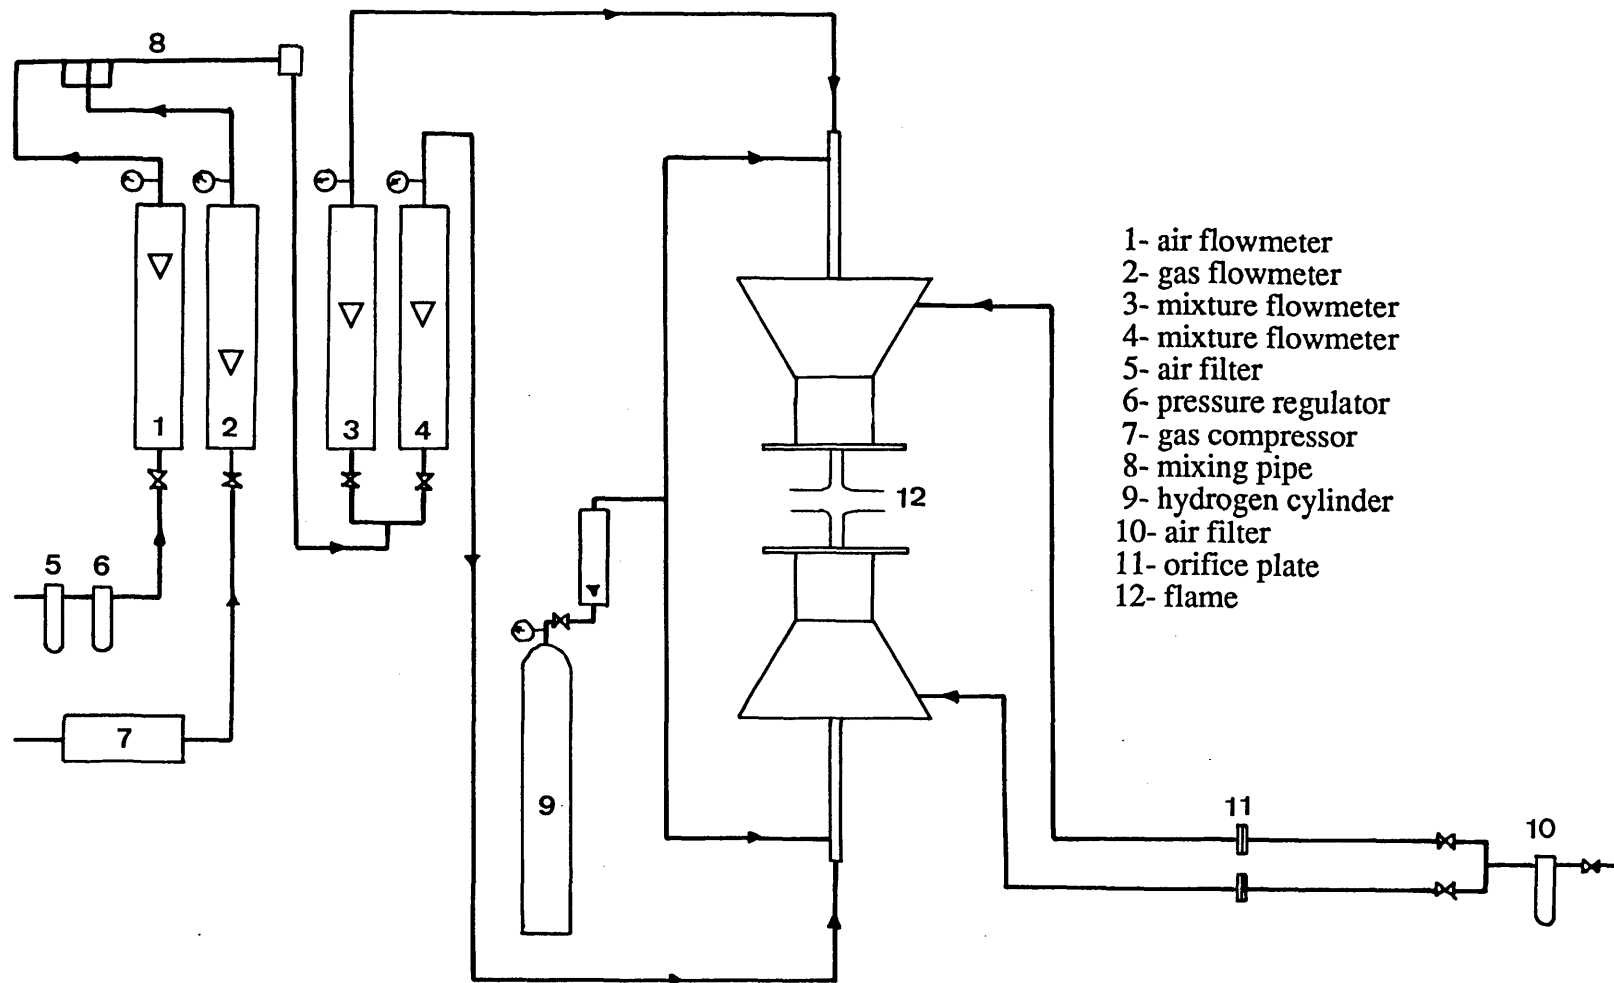 8
1
2
3
4
12
5
6
7
9
11
10
1- air flowmeter
2- gas flowmeter
3- mixture flowmeter
4- mixture flowmeter
5- air filter
6- pressure regulator
7- gas compressor
8- mixing pipe
9- hydrogen cylinder
10- air filter
11- orifice plate
12- flame